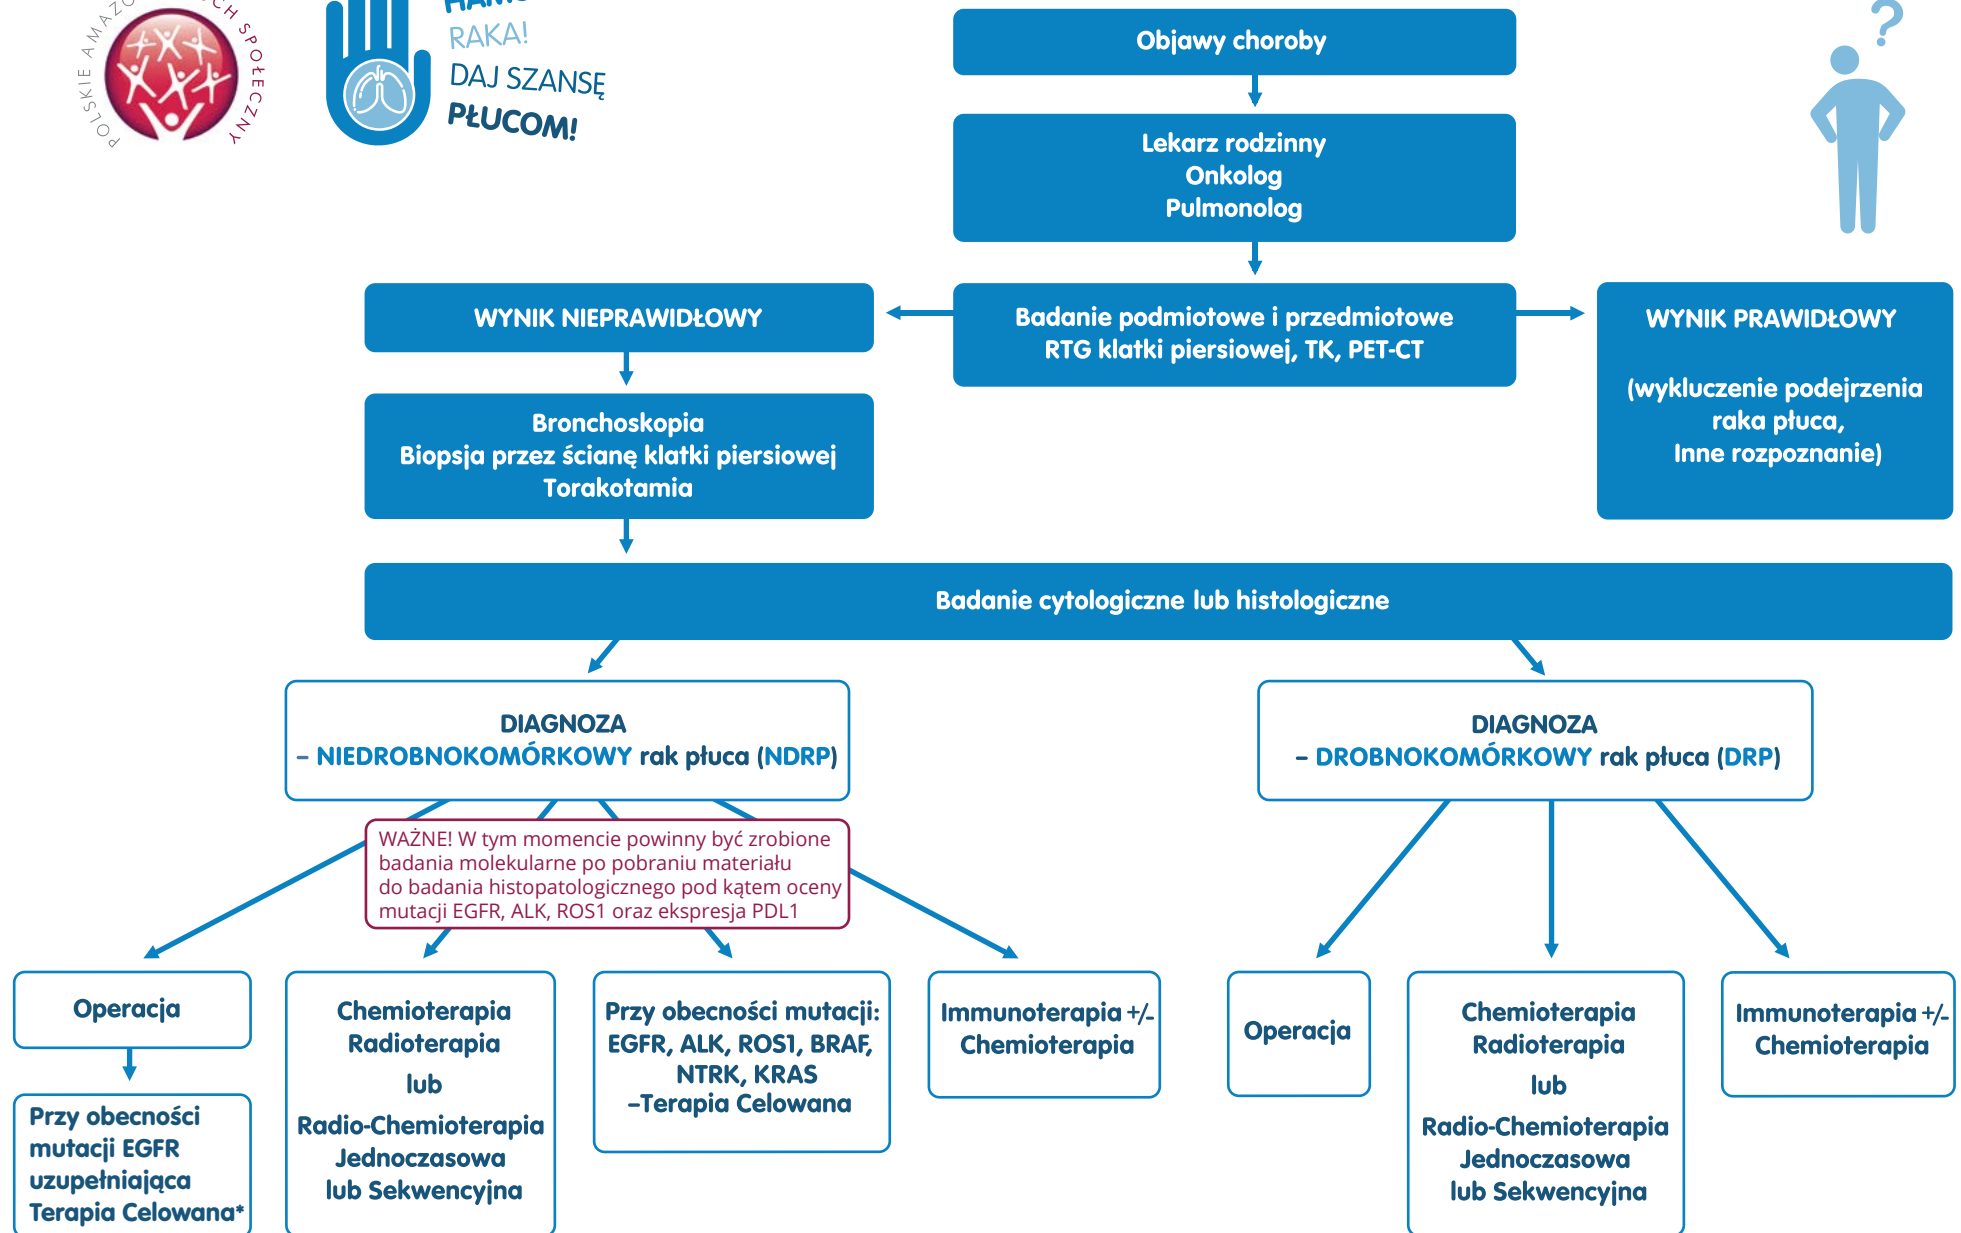 POLSKIE
SPOŁECZNY
RAKA!
DAJ SZANSĘ
PŁUCOM!
?
Objawy choroby
Lekarz rodzinny
Onkolog
Pulmonolog
WYNIK NIEPRAWIDŁOWY
Badanie podmiotowe i przedmiotowe
RTG klatki piersiowej, TK, PET-CT
WYNIK PRAWIDŁOWY
(wykluczenie podejrzenia
raka płuca,
Inne rozpoznanie)
Bronchoskopia
Biopsja przez ścianę klatki piersiowej
Torakotamia
Badanie cytologiczne lub histologiczne
DIAGNOZA
– NIEDROBNOKOMÓRKOWY rak płuca (NDRP)
DIAGNOZA
– DROBNOKOMÓRKOWY rak płuca (DRP)
WAŻNE! W tym momencie powinny być zrobione
badania molekularne po pobraniu materiału
do badania histopatologicznego pod kątem oceny
mutacji EGFR, ALK, ROS1 oraz ekspresja PDL1
Operacja
Przy obecności
mutacji EGFR
uzupełniająca
Terapia Celowana*
Chemioterapia
Radioterapia
lub
Radio-Chemioterapia
Jednoczasowa
lub Sekwencyjna
Przy obecności mutacji:
EGFR, ALK, ROS1, BRAF,
NTRK, KRAS
–Terapia Celowana
Immunoterapia +/-
Chemioterapia
Operacja
Chemioterapia
Radioterapia
lub
Radio-Chemioterapia
Jednoczasowa
lub Sekwencyjna
Immunoterapia +/-
Chemioterapia